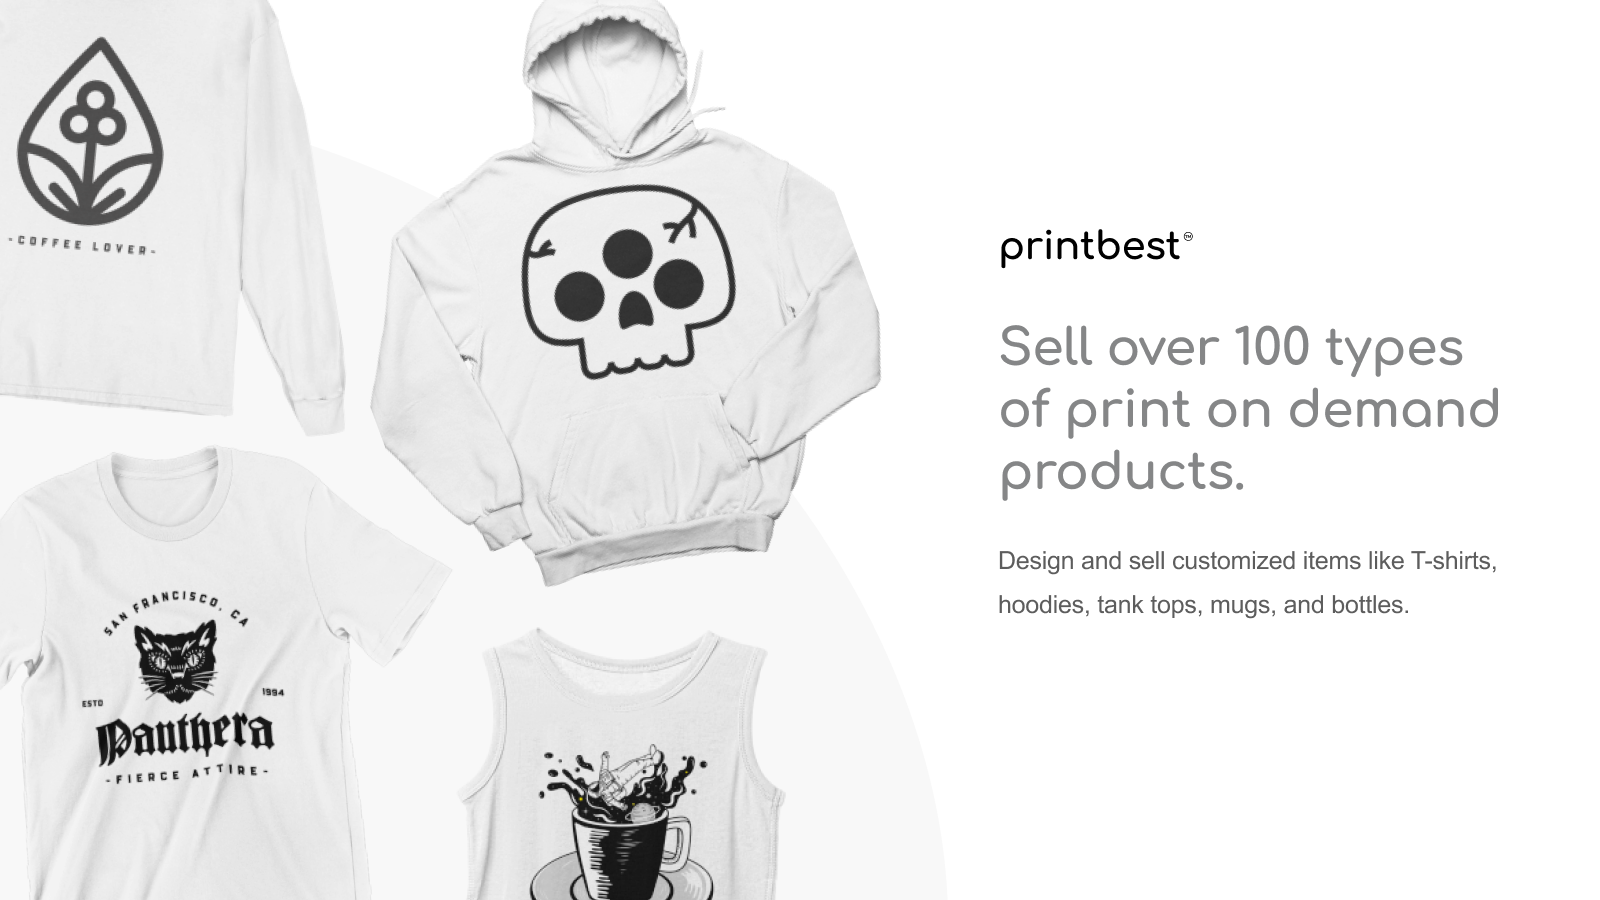 -COFFEE LOVER-
SAN FRANCISCO, CA
ESTD
1994
Panthera
-FIERCE ATTIRE-
printbest™
Sell over 100 types
of print on demand
products.
Design and sell customized items like T-shirts,
hoodies, tank tops, mugs, and bottles.